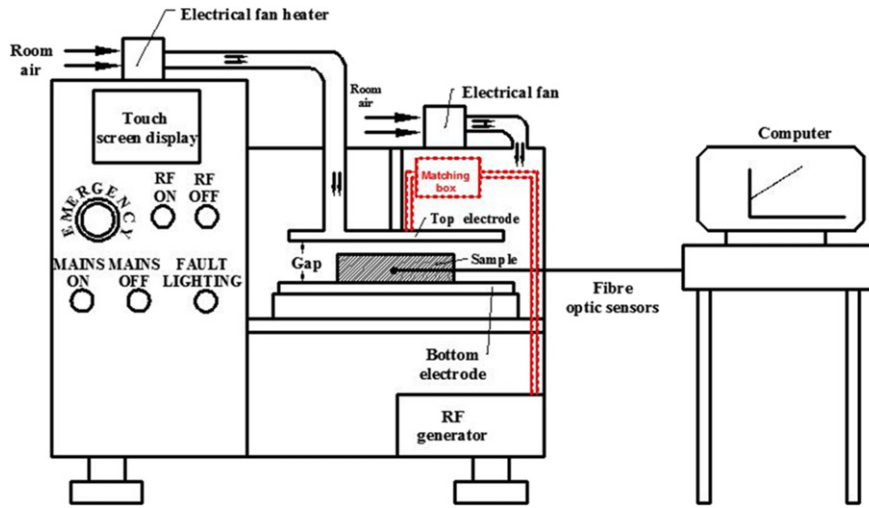 Electrical fan heater
Room
air
Room
air
Electrical fan
Touch
screen display
Computer
Matching
box
RF
ON
RF
OFF
EMERGENCY
Top electrode
Gap
Sample
MAINS
ON
MAINS
OFF
FAULT
LIGHTING
Fibre
optic sensors
Bottom
electrode
RF
generator